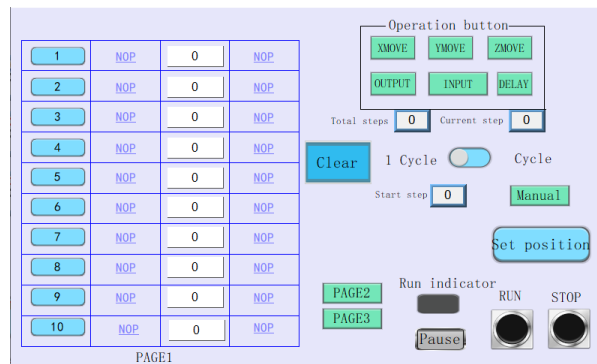 Operation button
XMOVE YMOVE ZMOVE
OUTPUT INPUT DELAY
1 NOP 0 NOP
2 NOP 0 NOP
3 NOP 0 NOP
4 NOP 0 NOP
5 NOP 0 NOP
6 NOP 0 NOP
7 NOP 0 NOP
8 NOP 0 NOP
9 NOP 0 NOP
10 NOP 0 NOP
PAGE1
Total steps 0 Current step 0
Clear 1 Cycle Cycle
Start step 0 Manual
Set position
PAGE2 Run indicator RUN STOP
PAGE3
Pause